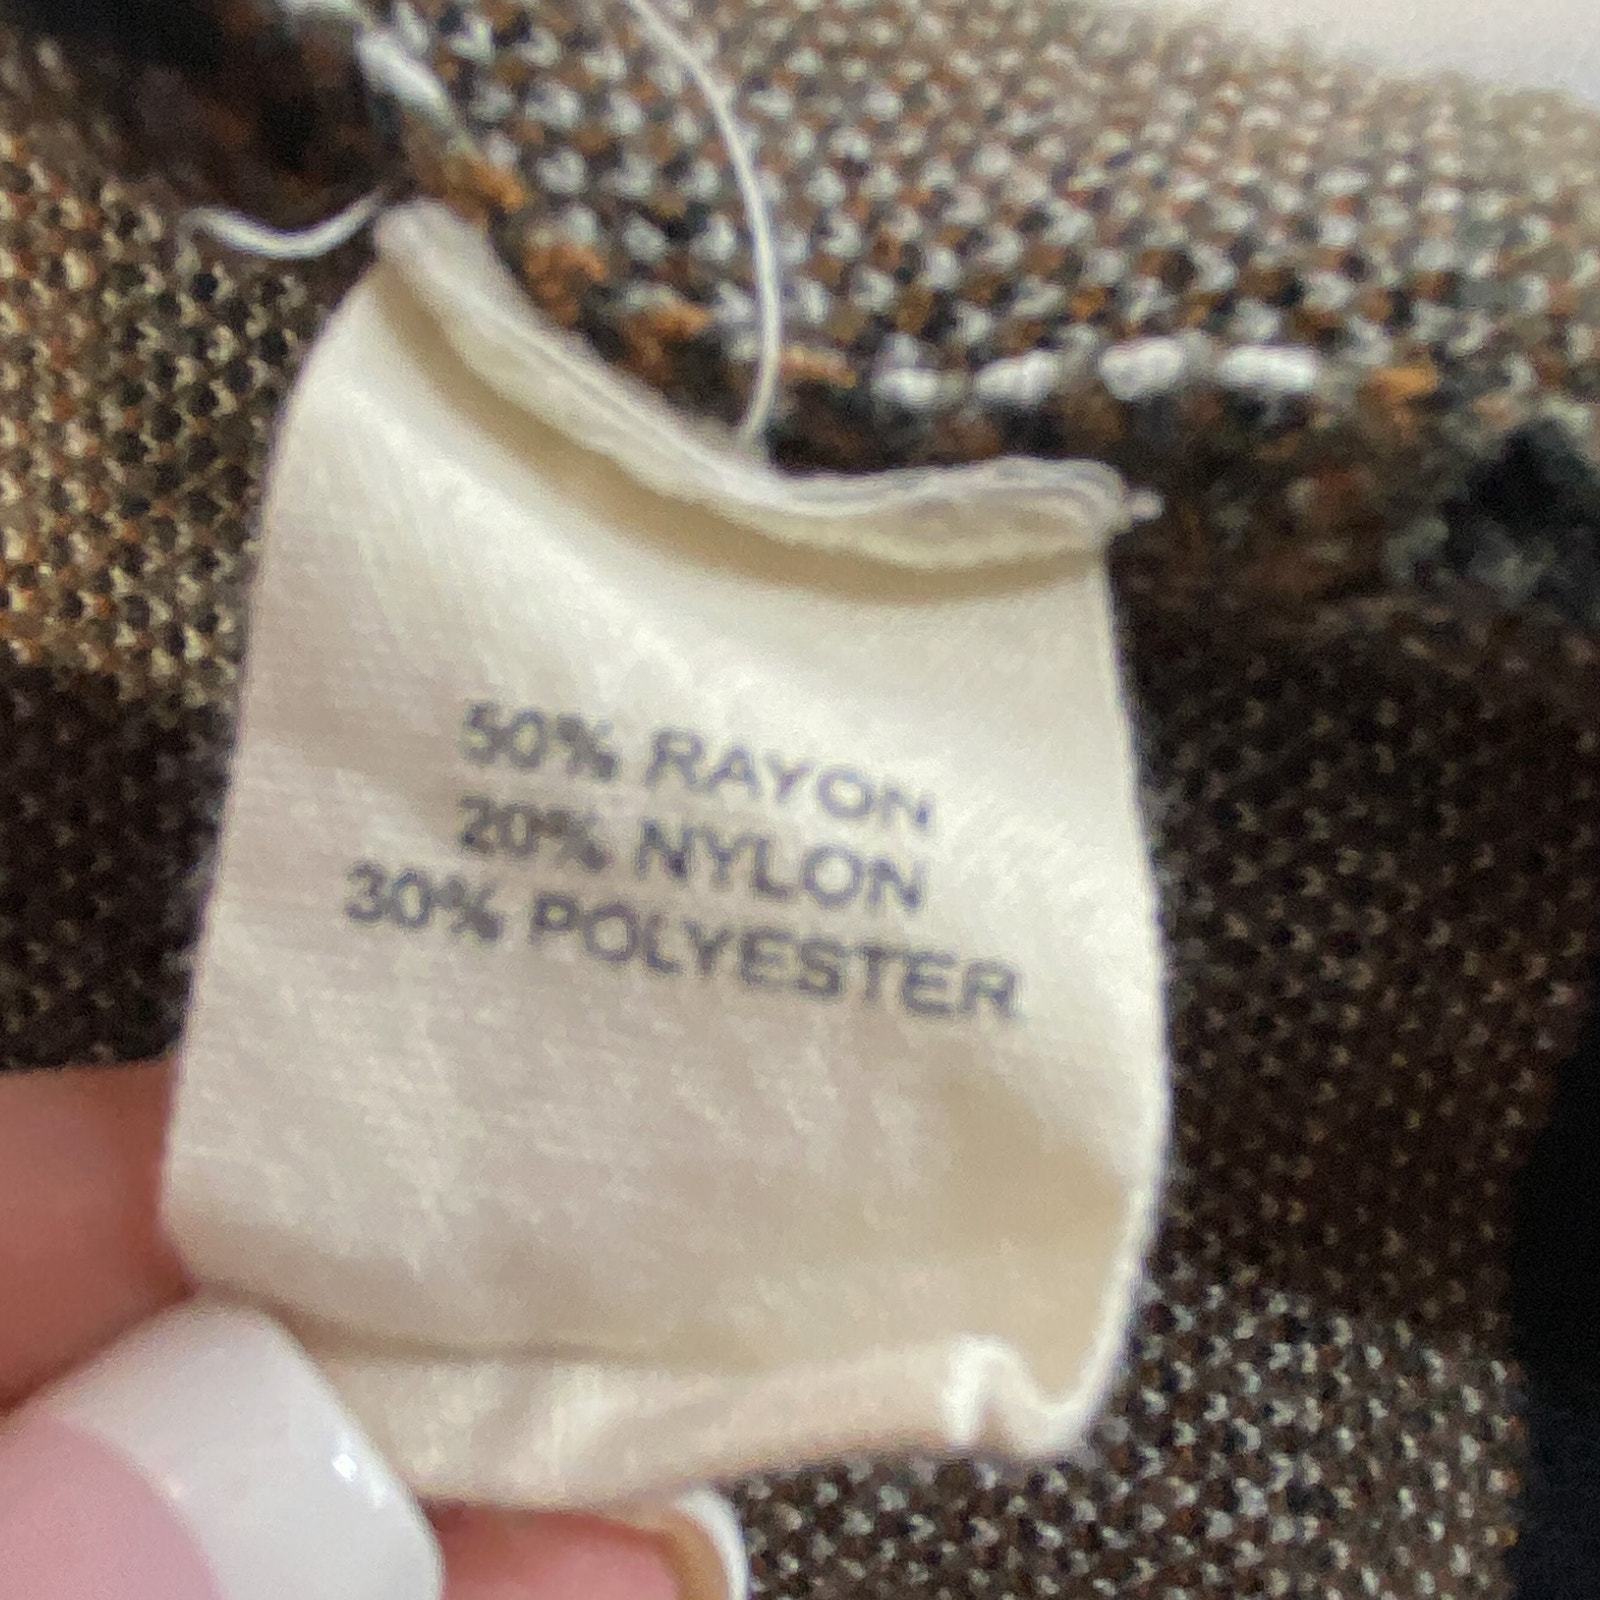 50% RAYON
20% NYLON
30% POLYESTER